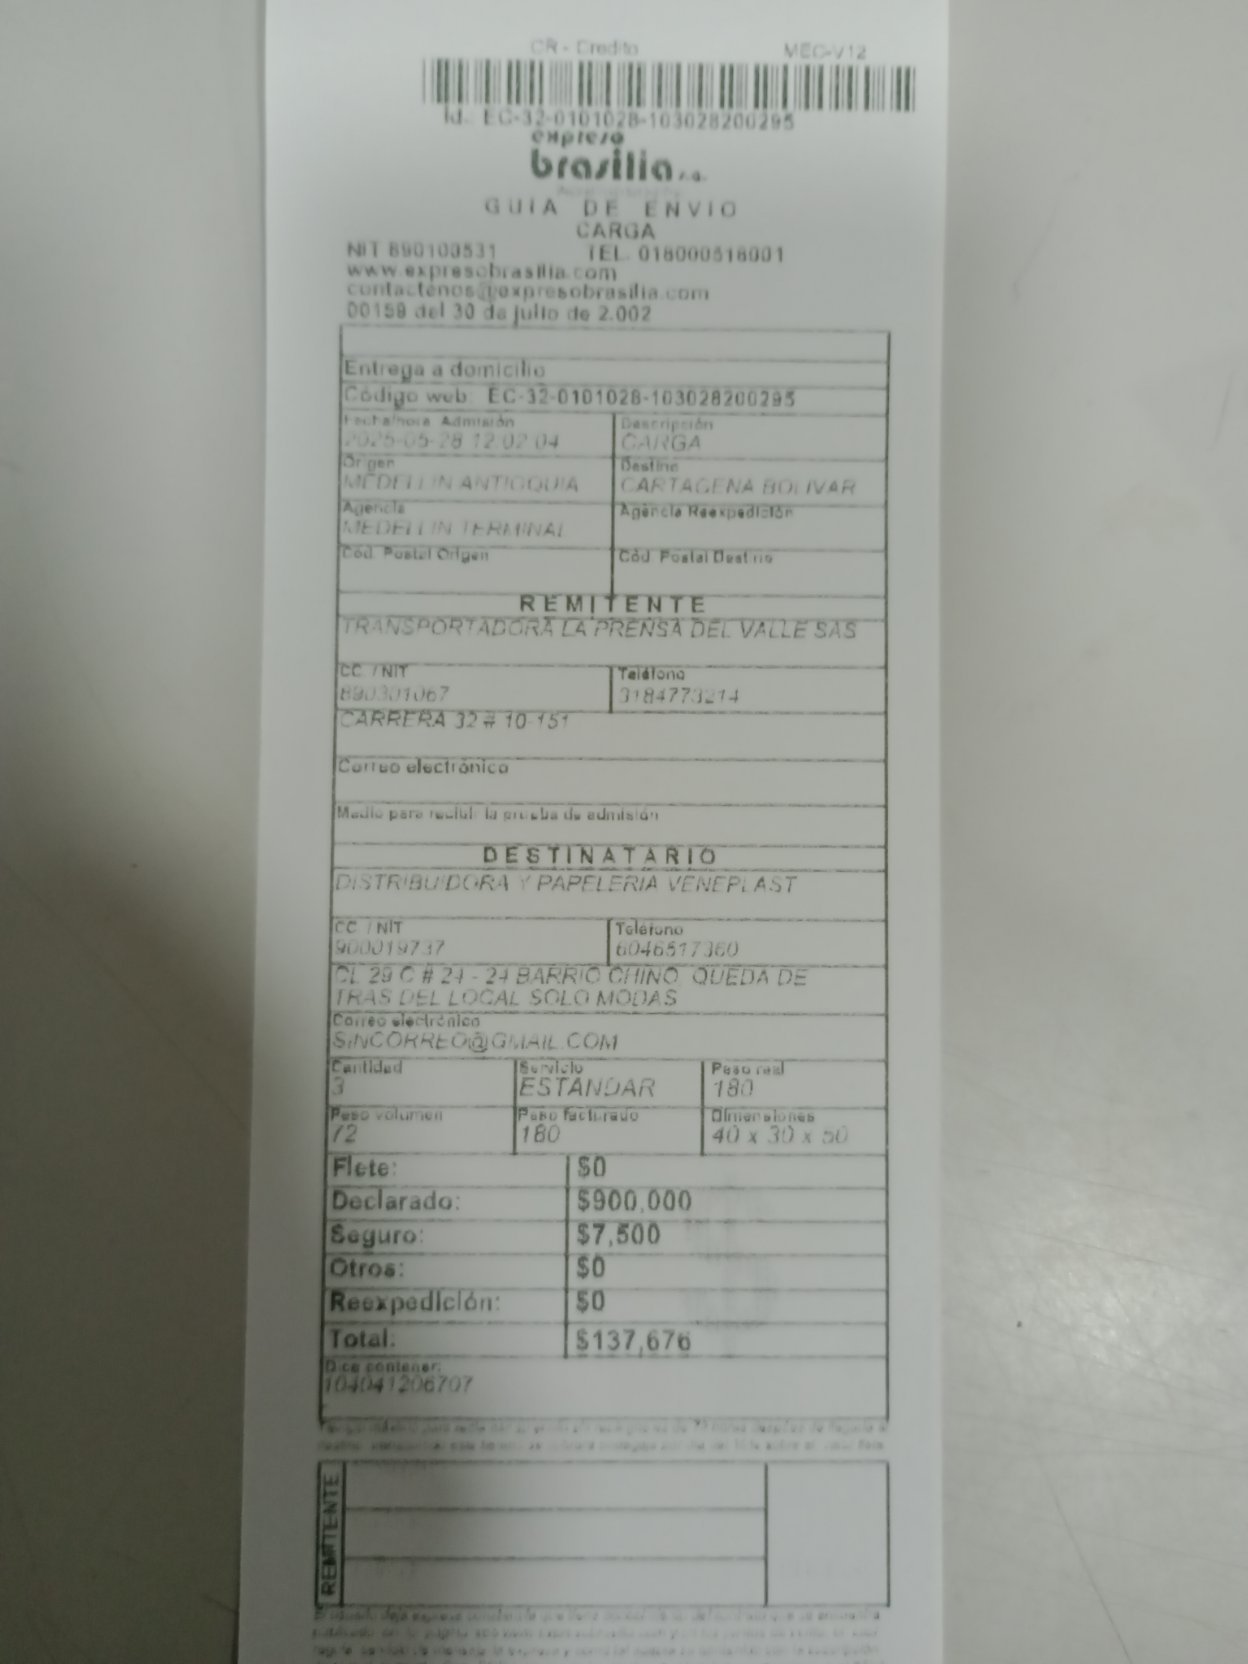 CR - Credito MEC-V12
Id.: EC-32-0101028-103028200295
expreso
brasilia s.a.
GUIA DE ENVIO
CARGA
NIT 890100531 TEL. 018000518001
www.expresobrasilia.com
contactenos@expresobrasilia.com
00159 del 30 de julio de 2.002
Entrega a domicilio
Código web: EC-32-0101028-103028200295
Fecha/hora Admisión Descripción
2025-05-28 12:02:04 CARGA
Origen Destino
MEDELLIN ANTIOQUIA CARTAGENA BOLIVAR
Agencia Agencia Reexpedición
MEDELLIN TERMINAL
Cód. Postal Origen Cód. Postal Destino
REMITENTE
TRANSPORTADORA LA PRENSA DEL VALLE SAS
CC. / NIT Teléfono
890301067 3184773214
CARRERA 32 # 10-151
Correo electrónico
Medio para recibir la prueba de admisión
DESTINATARIO
DISTRIBUIDORA Y PAPELERIA VENEPLAST
CC. / NIT Teléfono
900019737 6046517360
CL 29 C # 24 - 24 BARRIO CHINO. QUEDA DE
TRAS DEL LOCAL SOLO MODAS
Correo electrónico
SINCORREO@GMAIL.COM
Cantidad Servicio Peso real
3 ESTANDAR 180
Peso volumen Peso facturado Dimensiones
72 180 40 x 30 x 50
Flete: $0
Declarado: $900,000
Seguro: $7,500
Otros: $0
Reexpedición: $0
Total: $137,676
Dice contener:
104041206707
REMITENTE